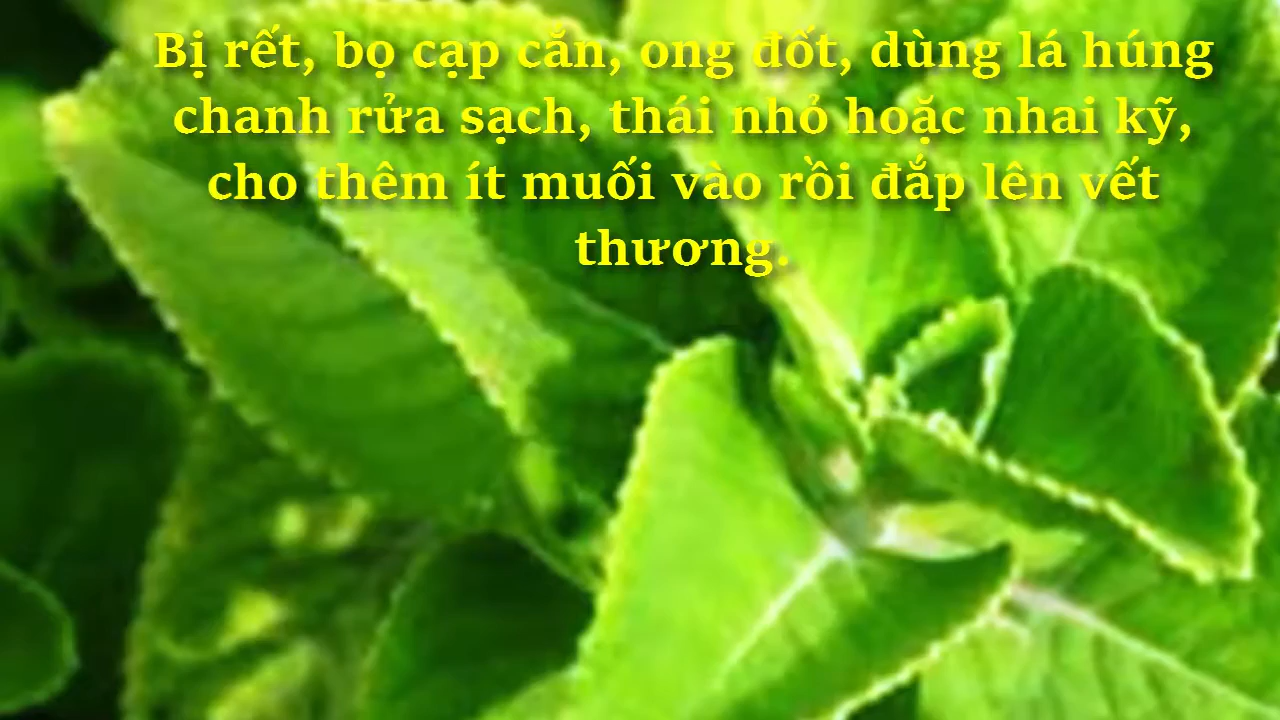 Bị rết, bọ cạp cắn, ong đốt, dùng lá húng
chanh rửa sạch, thái nhỏ hoặc nhai kỹ,
cho thêm ít muối vào rồi đắp lên vết
thương.